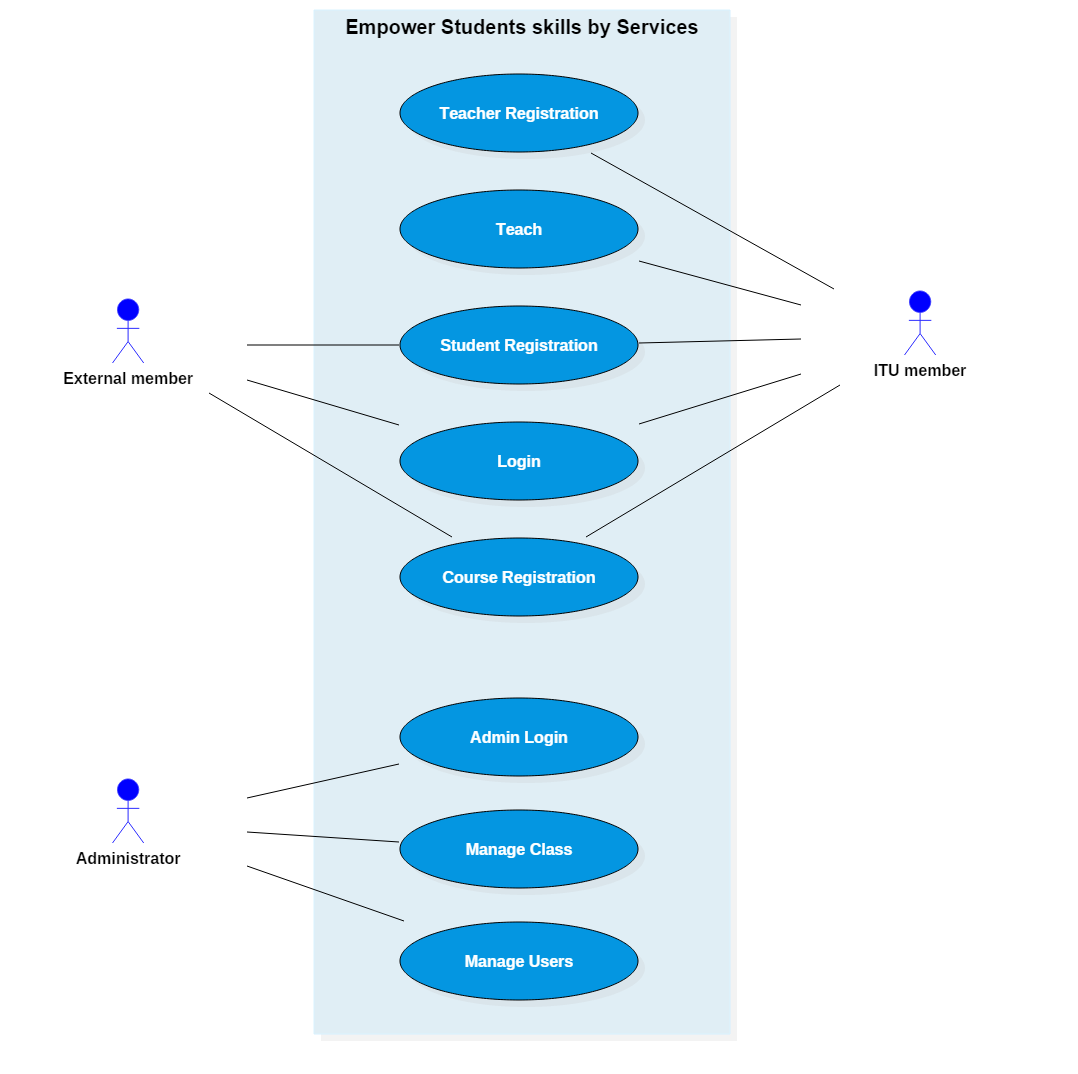 Empower Students skills by Services
Teacher Registration
Teach
Student Registration
External member
ITU member
Login
Course Registration
Admin Login
Manage Class
Administrator
Manage Users